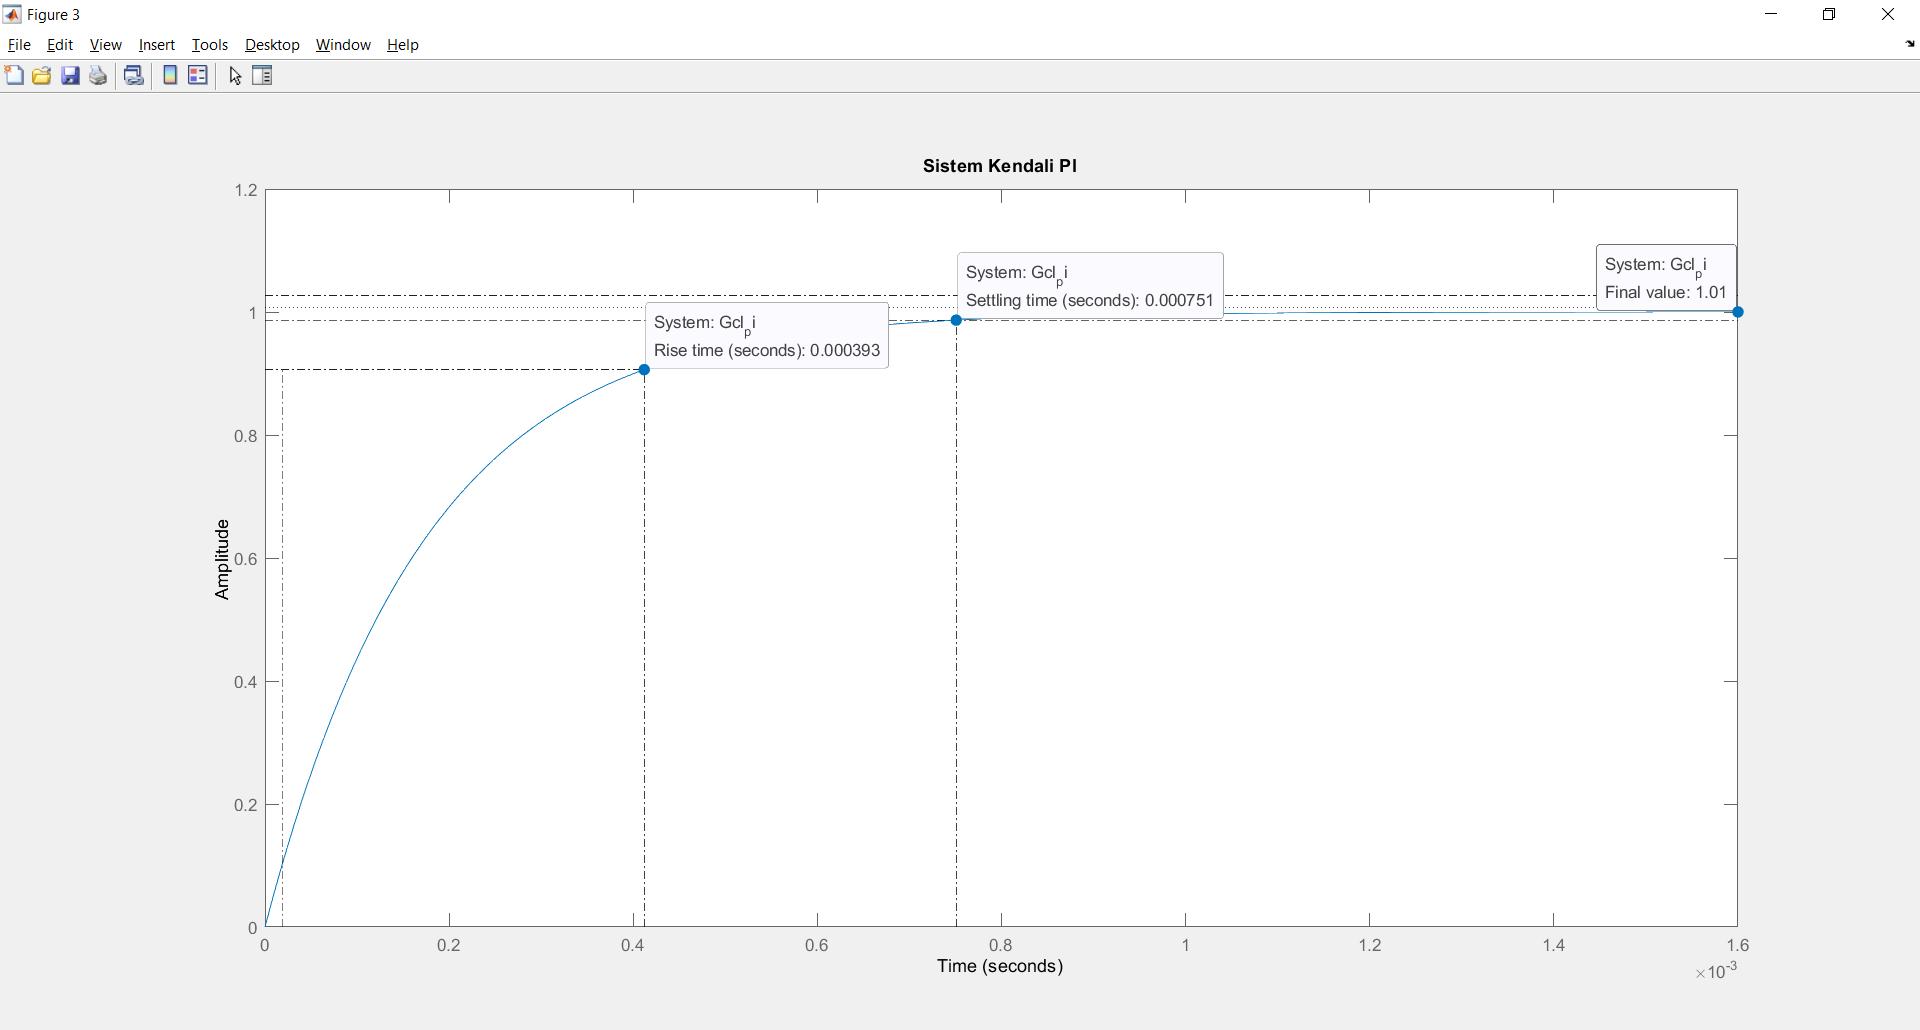 Figure 3
File Edit View Insert Tools Desktop Window Help
Sistem Kendali PI
System: Gcl_pi
Settling time (seconds): 0.000751
System: Gcl_pi
Final value: 1.01
System: Gcl_pi
Rise time (seconds): 0.000393
Amplitude
1.2
1
0.8
0.6
0.4
0.2
0
0 0.2 0.4 0.6 0.8 1 1.2 1.4 1.6
Time (seconds)
×10⁻³